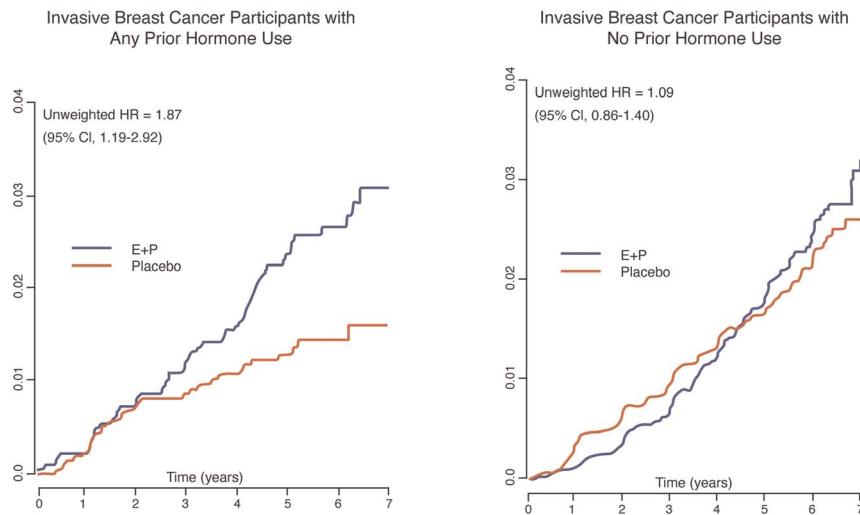 Invasive Breast Cancer Participants with
Any Prior Hormone Use
0.04
0.03
0.02
0.01
0.0
Unweighted HR = 1.87
(95% CI, 1.19-2.92)
E+P
Placebo
Time (years)
0 1 2 3 4 5 6 7
Invasive Breast Cancer Participants with
No Prior Hormone Use
0.04
0.03
0.02
0.01
0.0
Unweighted HR = 1.09
(95% CI, 0.86-1.40)
E+P
Placebo
Time (years)
0 1 2 3 4 5 6 7